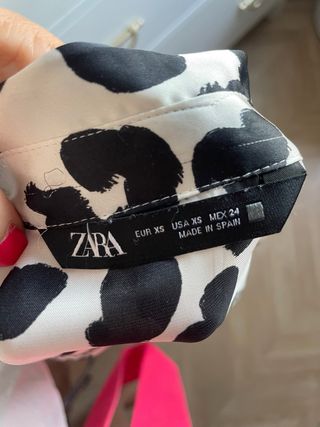 ZARA
EUR XS USA XS MEX 24
MADE IN SPAIN